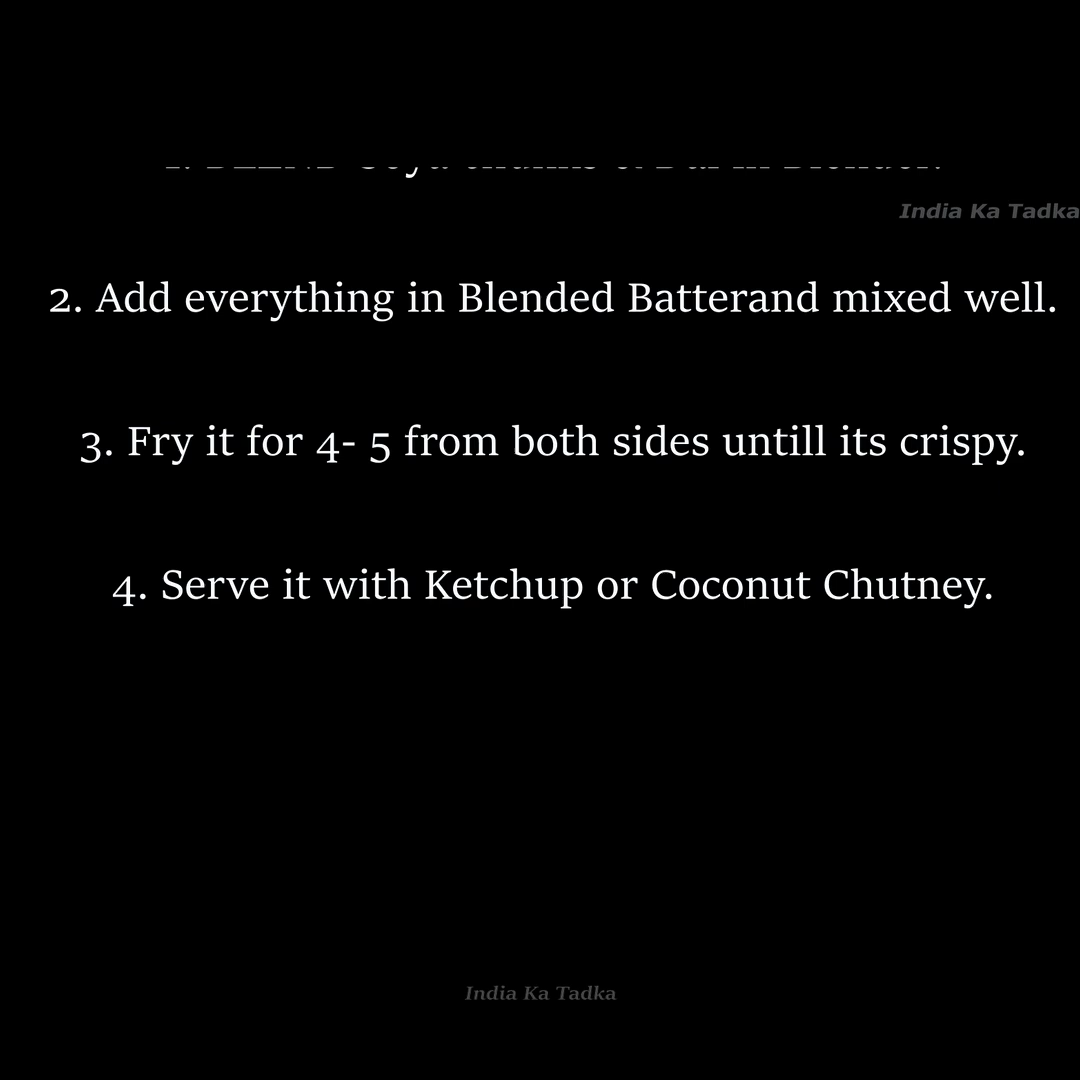 India Ka Tadka
2. Add everything in Blended Batterand mixed well.
3. Fry it for 4- 5 from both sides untill its crispy.
4. Serve it with Ketchup or Coconut Chutney.
India Ka Tadka